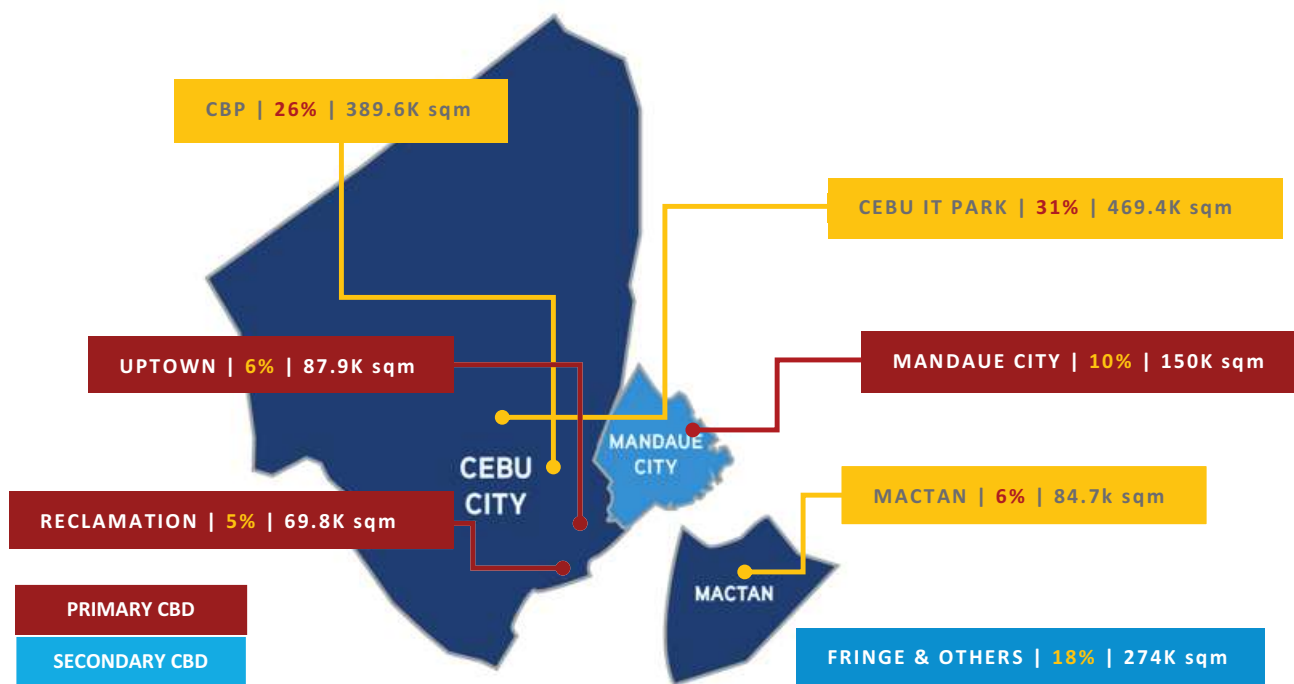 CBP | 26% | 389.6K sqm
CEBU IT PARK | 31% | 469.4K sqm
UPTOWN | 6% | 87.9K sqm
MANDAUE CITY | 10% | 150K sqm
MANDAUE
CITY
CEBU
CITY
MACTAN | 6% | 84.7k sqm
RECLAMATION | 5% | 69.8K sqm
MACTAN
PRIMARY CBD
SECONDARY CBD
FRINGE & OTHERS | 18% | 274K sqm